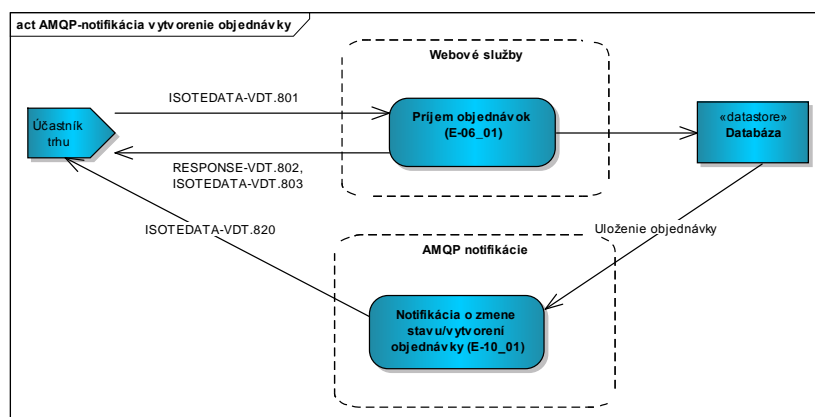 act AMQP-notifikácia vytvorenie objednávky
Webové služby
ISOTEDATA-VDT.801
Účastník
trhu
Príjem objednávok
(E-06_01)
«datastore»
Databáza
RESPONSE-VDT.802,
ISOTEDATA-VDT.803
ISOTEDATA-VDT.820
Uloženie objednávky
AMQP notifikácie
Notifikácia o zmene
stavu/vytvorení
objednávky (E-10_01)